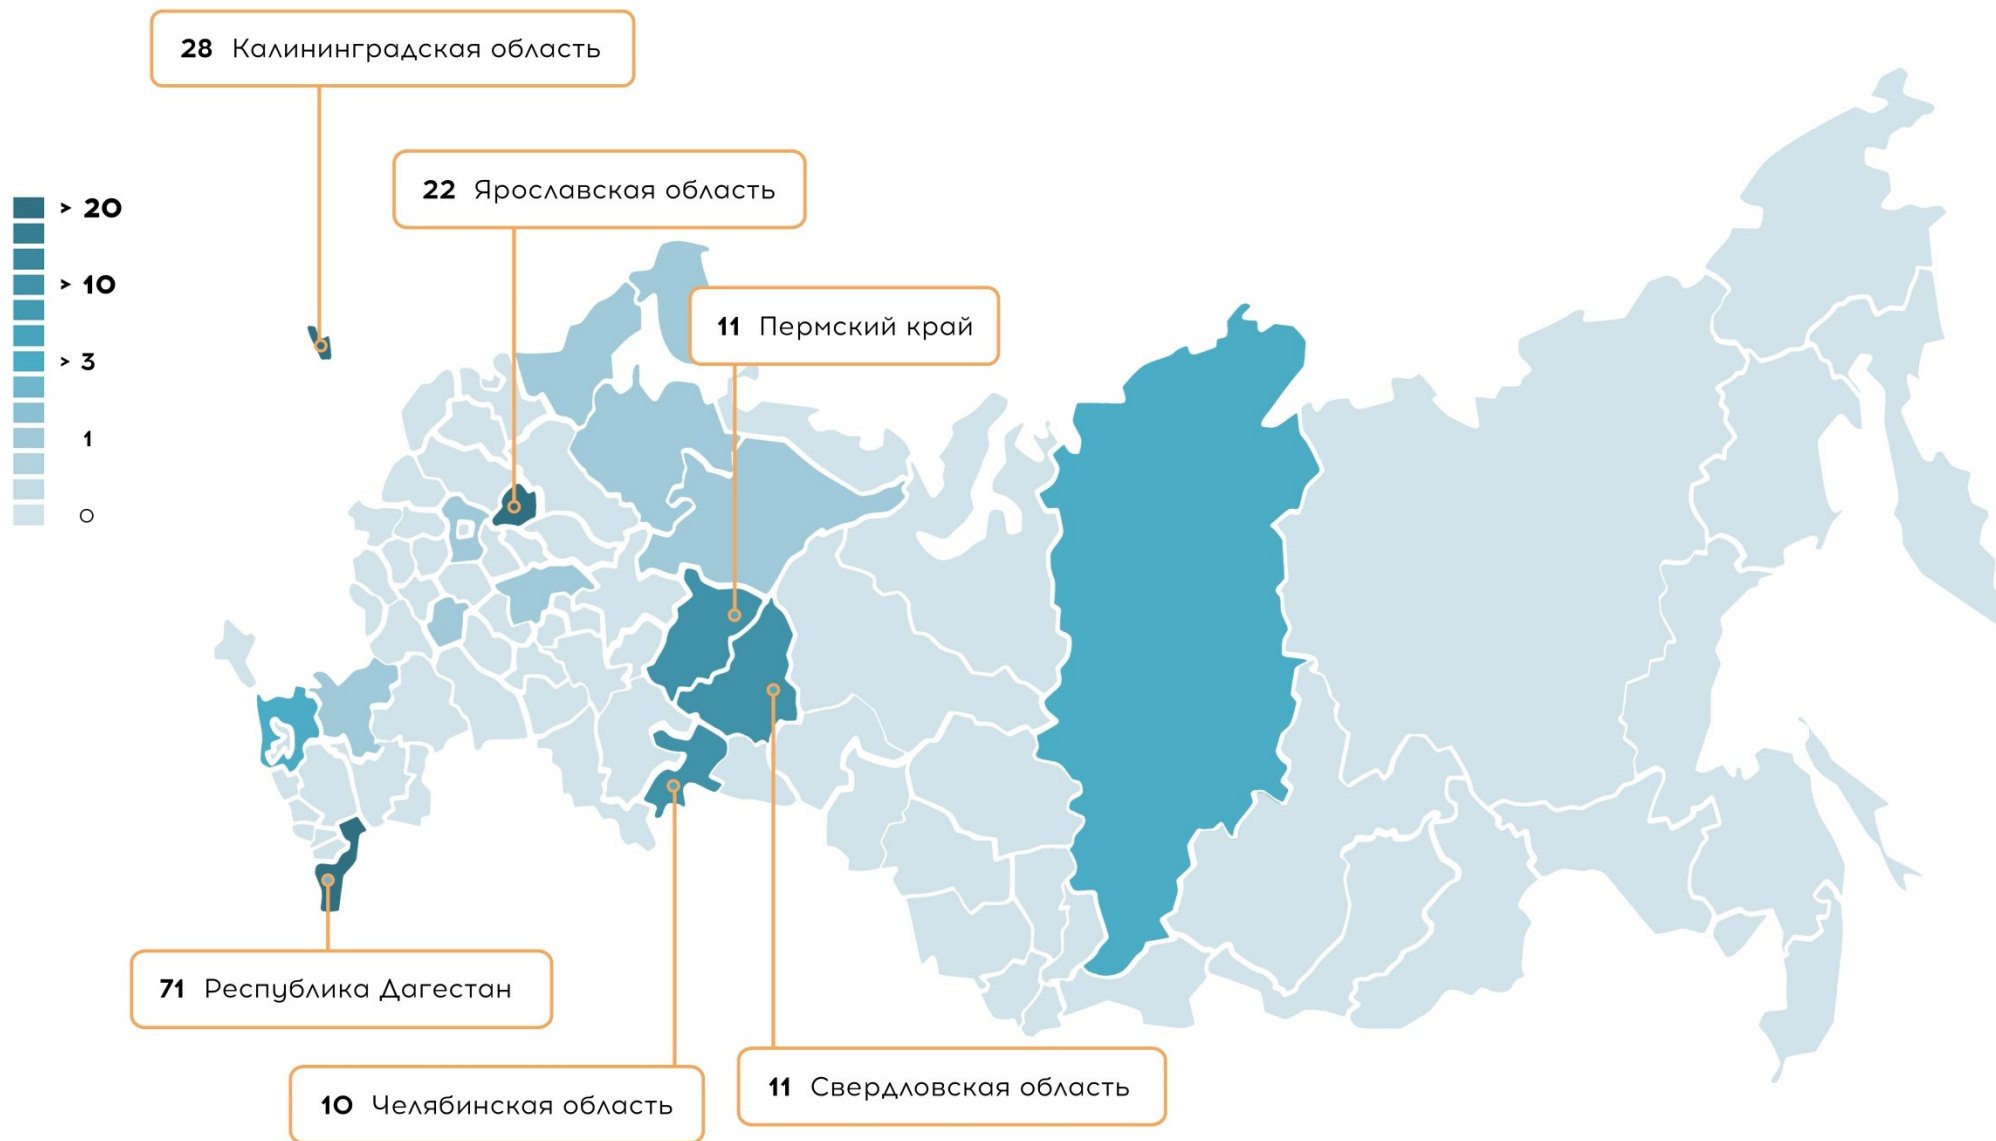 28 Калининградская область
22 Ярославская область
> 20
> 10
> 3
1
0
11 Пермский край
71 Республика Дагестан
10 Челябинская область
11 Свердловская область